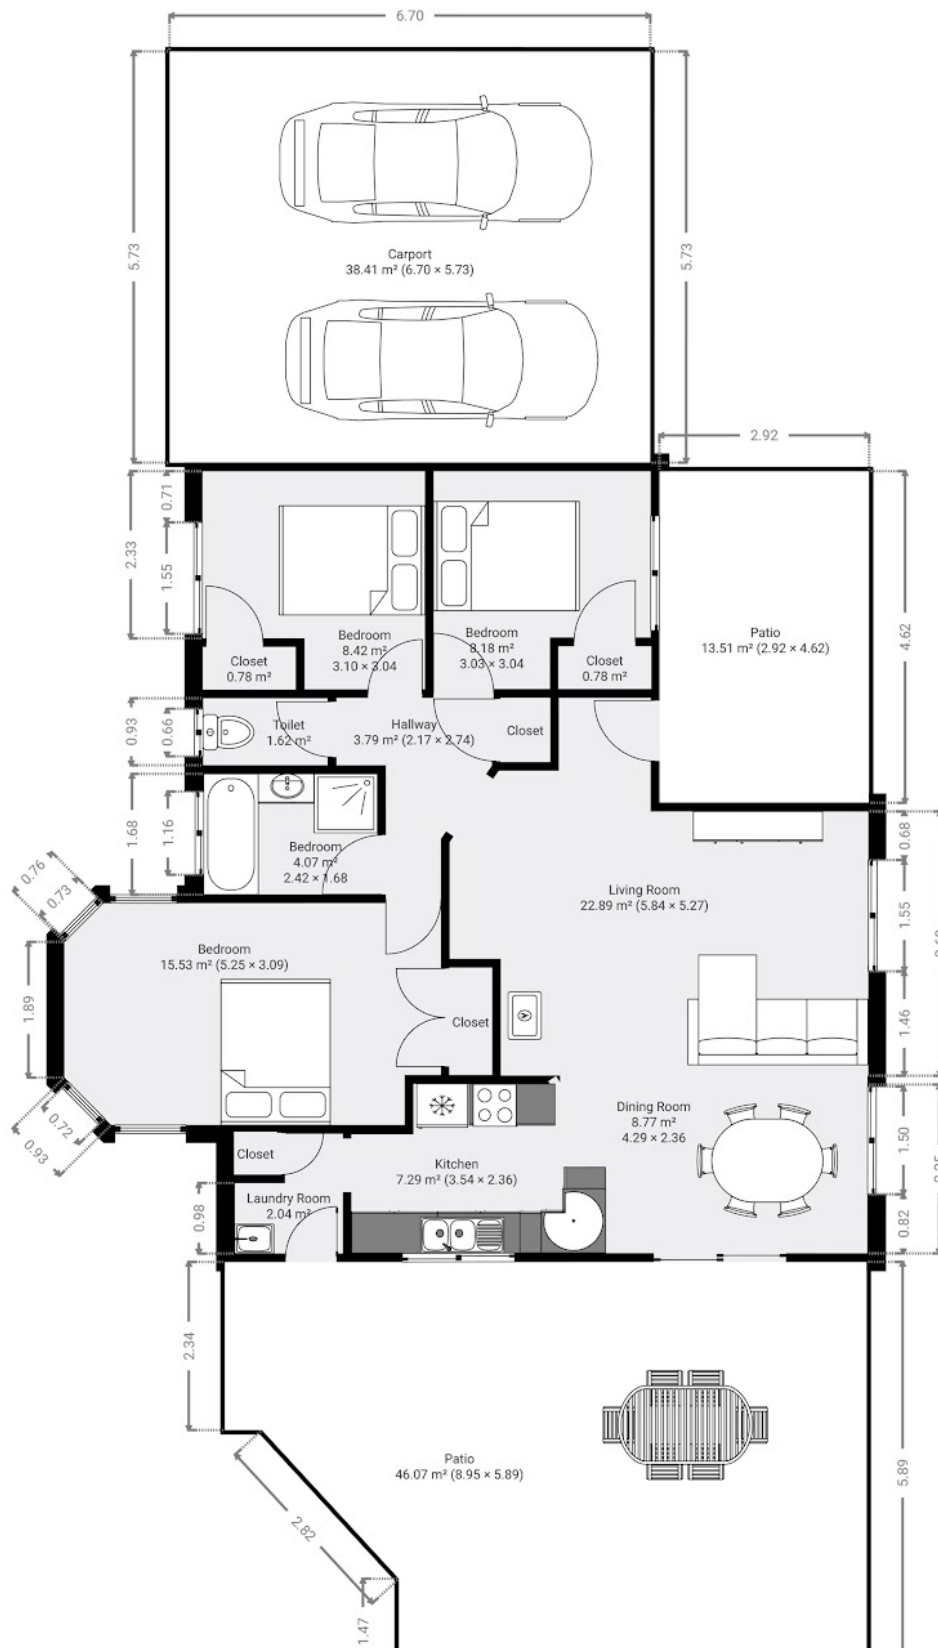 6.70
5.73
5.73
Carport
38.41 m² (6.70 × 5.73)
2.92
0.71
2.33
1.55
4.62
Bedroom
8.42 m²
3.10 × 3.04
Bedroom
8.18 m²
3.03 × 3.04
Patio
13.51 m² (2.92 × 4.62)
Closet
0.78 m²
Closet
0.78 m²
0.93
0.66
Toilet
1.62 m²
Hallway
3.79 m² (2.17 × 2.74)
Closet
1.68
1.16
Bedroom
4.07 m²
2.42 × 1.68
0.68
0.76
0.73
Living Room
22.89 m² (5.84 × 5.27)
1.55
Bedroom
15.53 m² (5.25 × 3.09)
1.89
1.46
Closet
0.72
0.93
Dining Room
8.77 m²
4.29 × 2.36
1.50
Closet
Kitchen
7.29 m² (3.54 × 2.36)
Laundry Room
2.04 m²
0.98
0.82
2.34
Patio
46.07 m² (8.95 × 5.89)
5.89
2.82
1.47